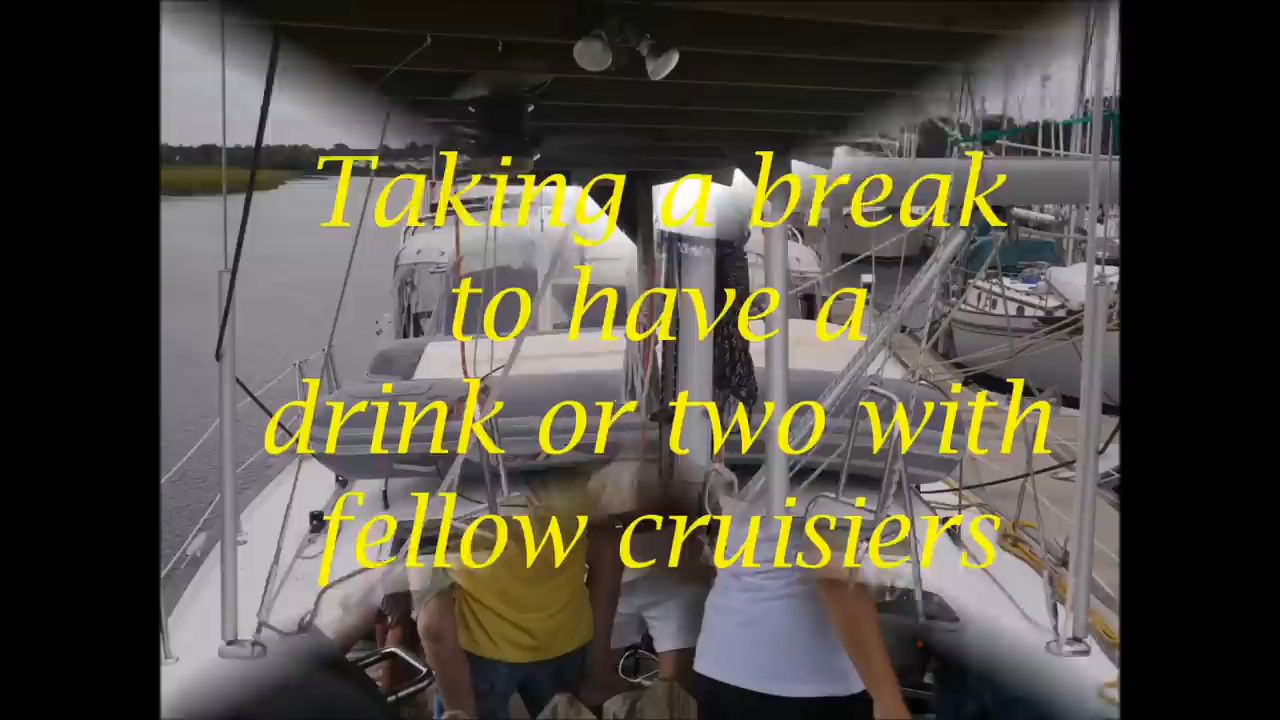 Taking a break
to have a
drink or two with
fellow cruisiers